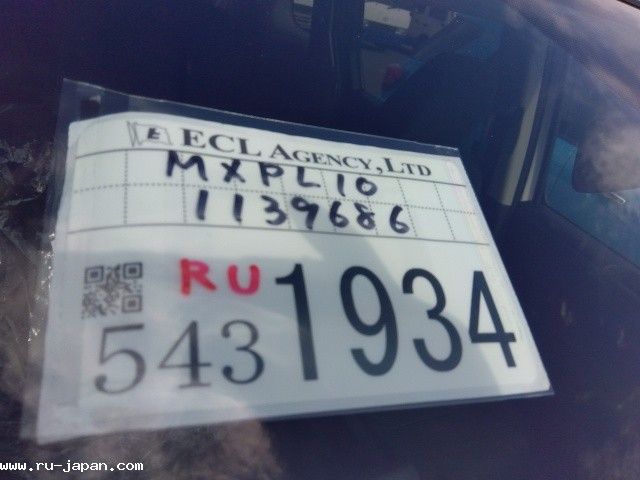 E ECL AGENCY, LTD
MXPL10
1139686
RU
5431934
www.ru-japan.com